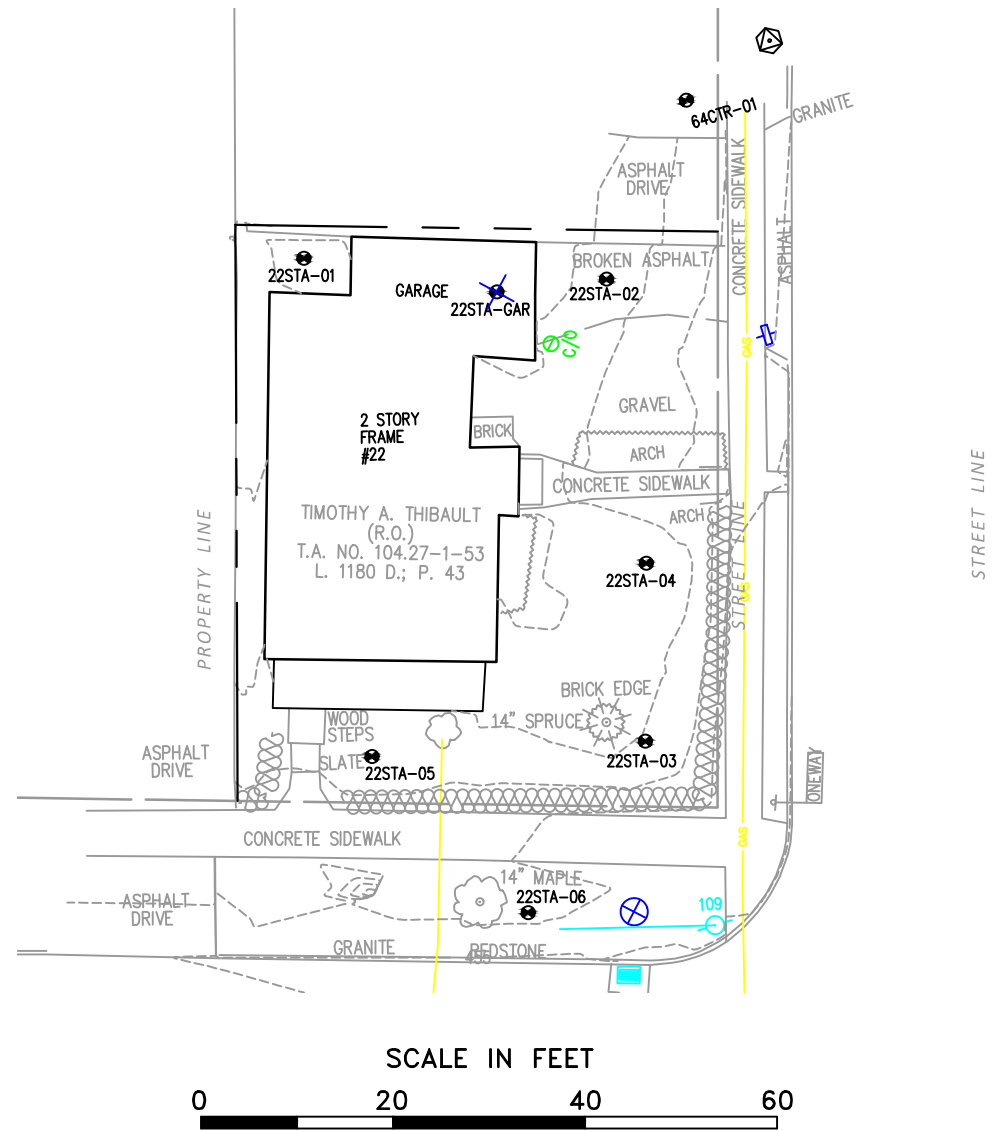 64CTR-01
GRANITE
CONCRETE SIDEWALK
ASPHALT
DRIVE
ASPHALT
BROKEN ASPHALT
22STA-01
GARAGE
22STA-GAR
22STA-02
C/O
GAS
2 STORY
FRAME
#22
GRAVEL
BRICK
ARCH
CONCRETE SIDEWALK
ARCH
TIMOTHY A. THIBAULT
(R.O.)
T.A. NO. 104.27-1-53
L. 1180 D.; P. 43
PROPERTY LINE
STREET LINE
STREET LINE
GAS
22STA-04
BRICK EDGE
14" SPRUCE
WOOD
STEPS
SLATE
22STA-05
22STA-03
ASPHALT
DRIVE
ONEWAY
CONCRETE SIDEWALK
GAS
14" MAPLE
22STA-06
109
ASPHALT
DRIVE
GRANITE
REDSTONE
455
SCALE IN FEET
0 20 40 60